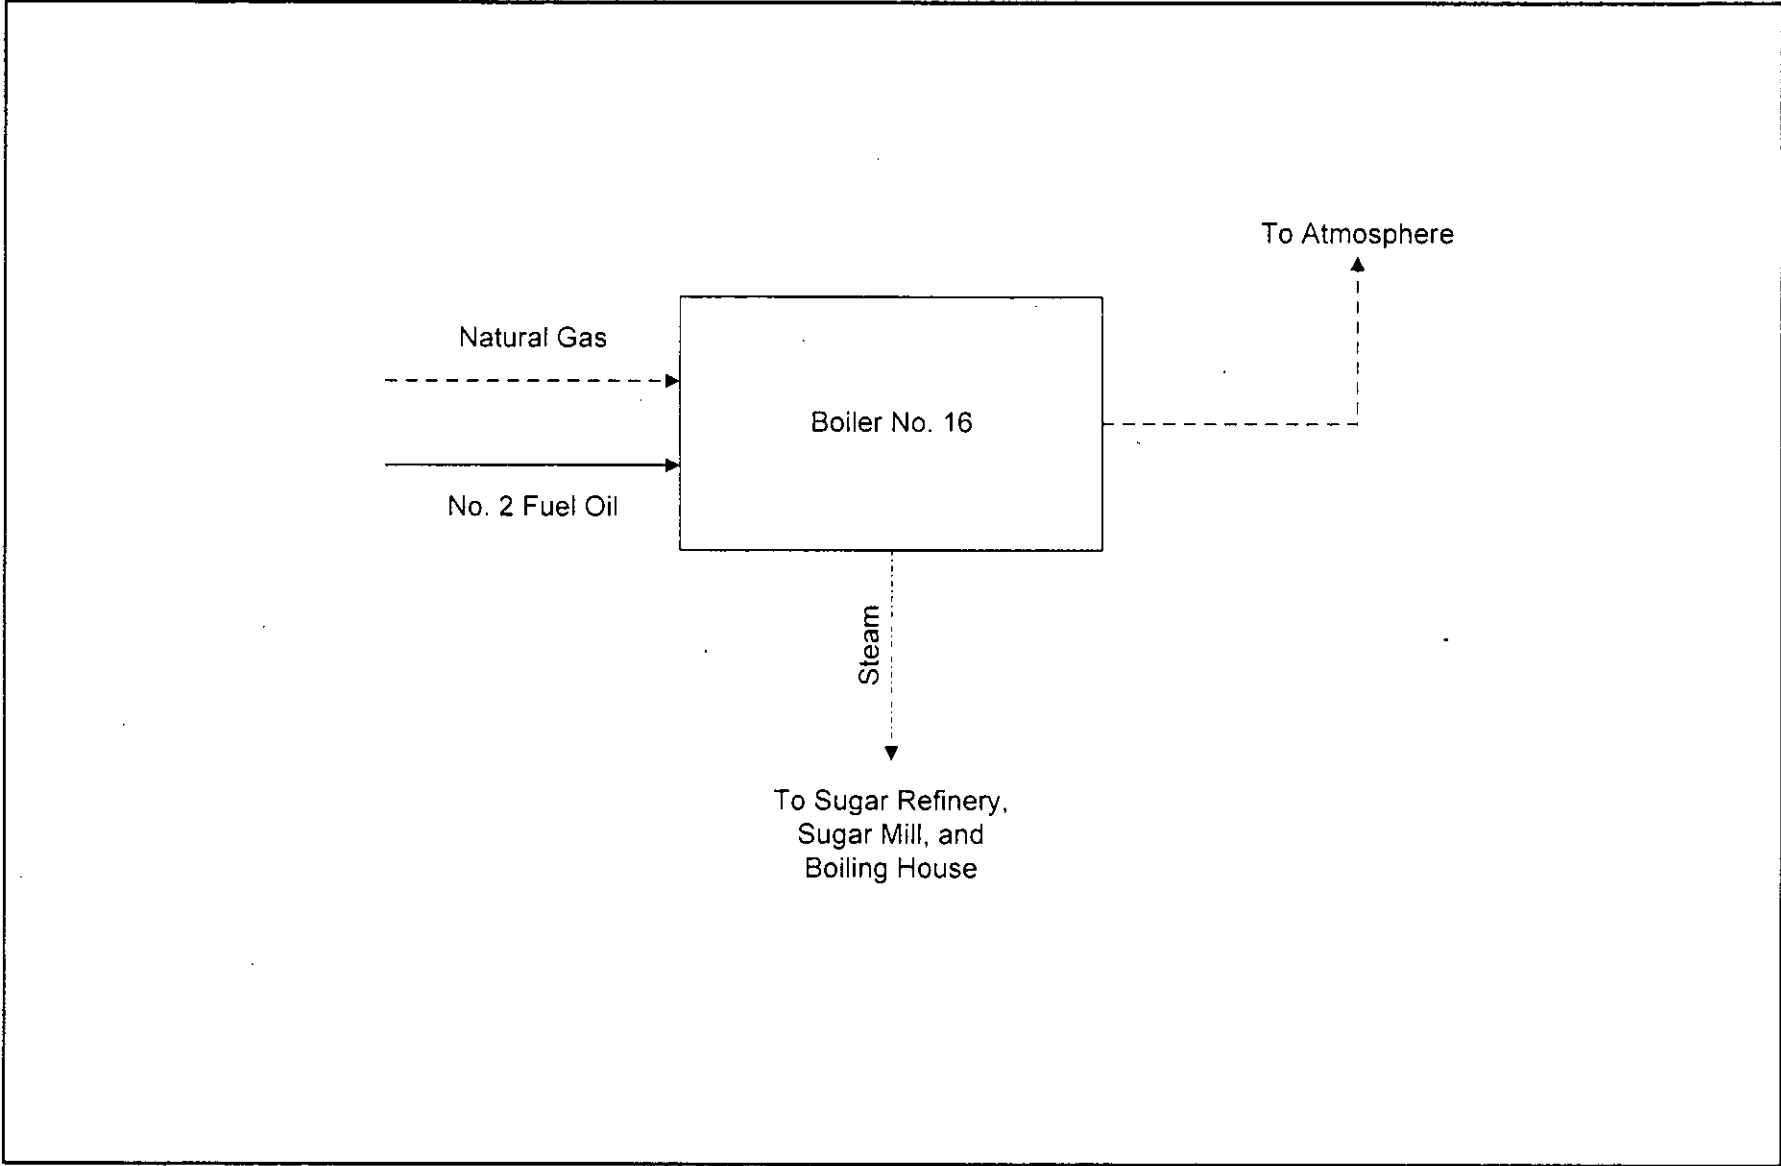 To Atmosphere
Natural Gas
Boiler No. 16
No. 2 Fuel Oil
Steam
To Sugar Refinery,
Sugar Mill, and
Boiling House